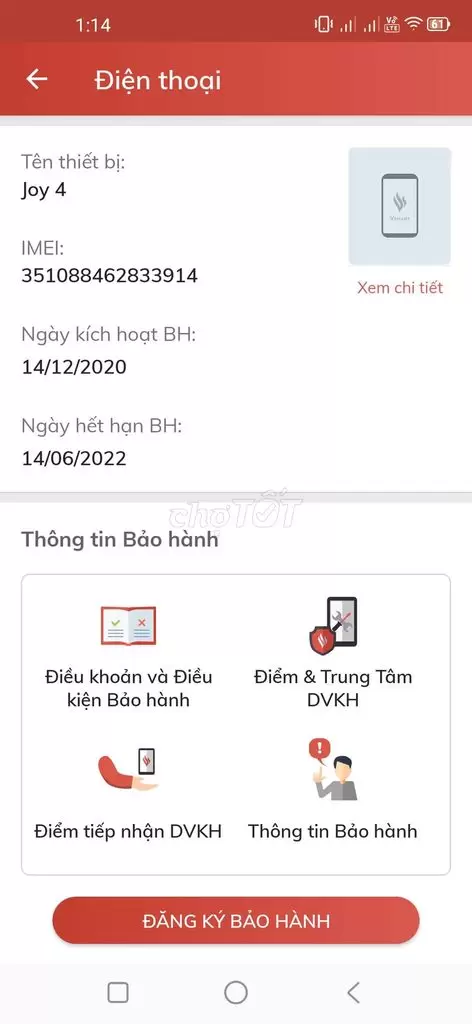 1:14
Vo
LTE
61
Điện thoại
Tên thiết bị:
Joy 4
IMEI:
351088462833914
Vsmart
Xem chi tiết
Ngày kích hoạt BH:
14/12/2020
Ngày hết hạn BH:
14/06/2022
chợTỐT
Thông tin Bảo hành
Điều khoản và Điều
kiện Bảo hành
Điểm & Trung Tâm
DVKH
Điểm tiếp nhận DVKH
Thông tin Bảo hành
ĐĂNG KÝ BẢO HÀNH